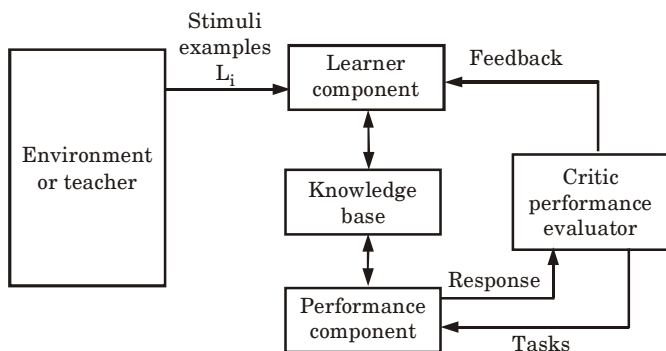 Stimuli
examples
Lᵢ
Environment
or teacher
Learner
component
Feedback
Knowledge
base
Critic
performance
evaluator
Response
Performance
component
Tasks